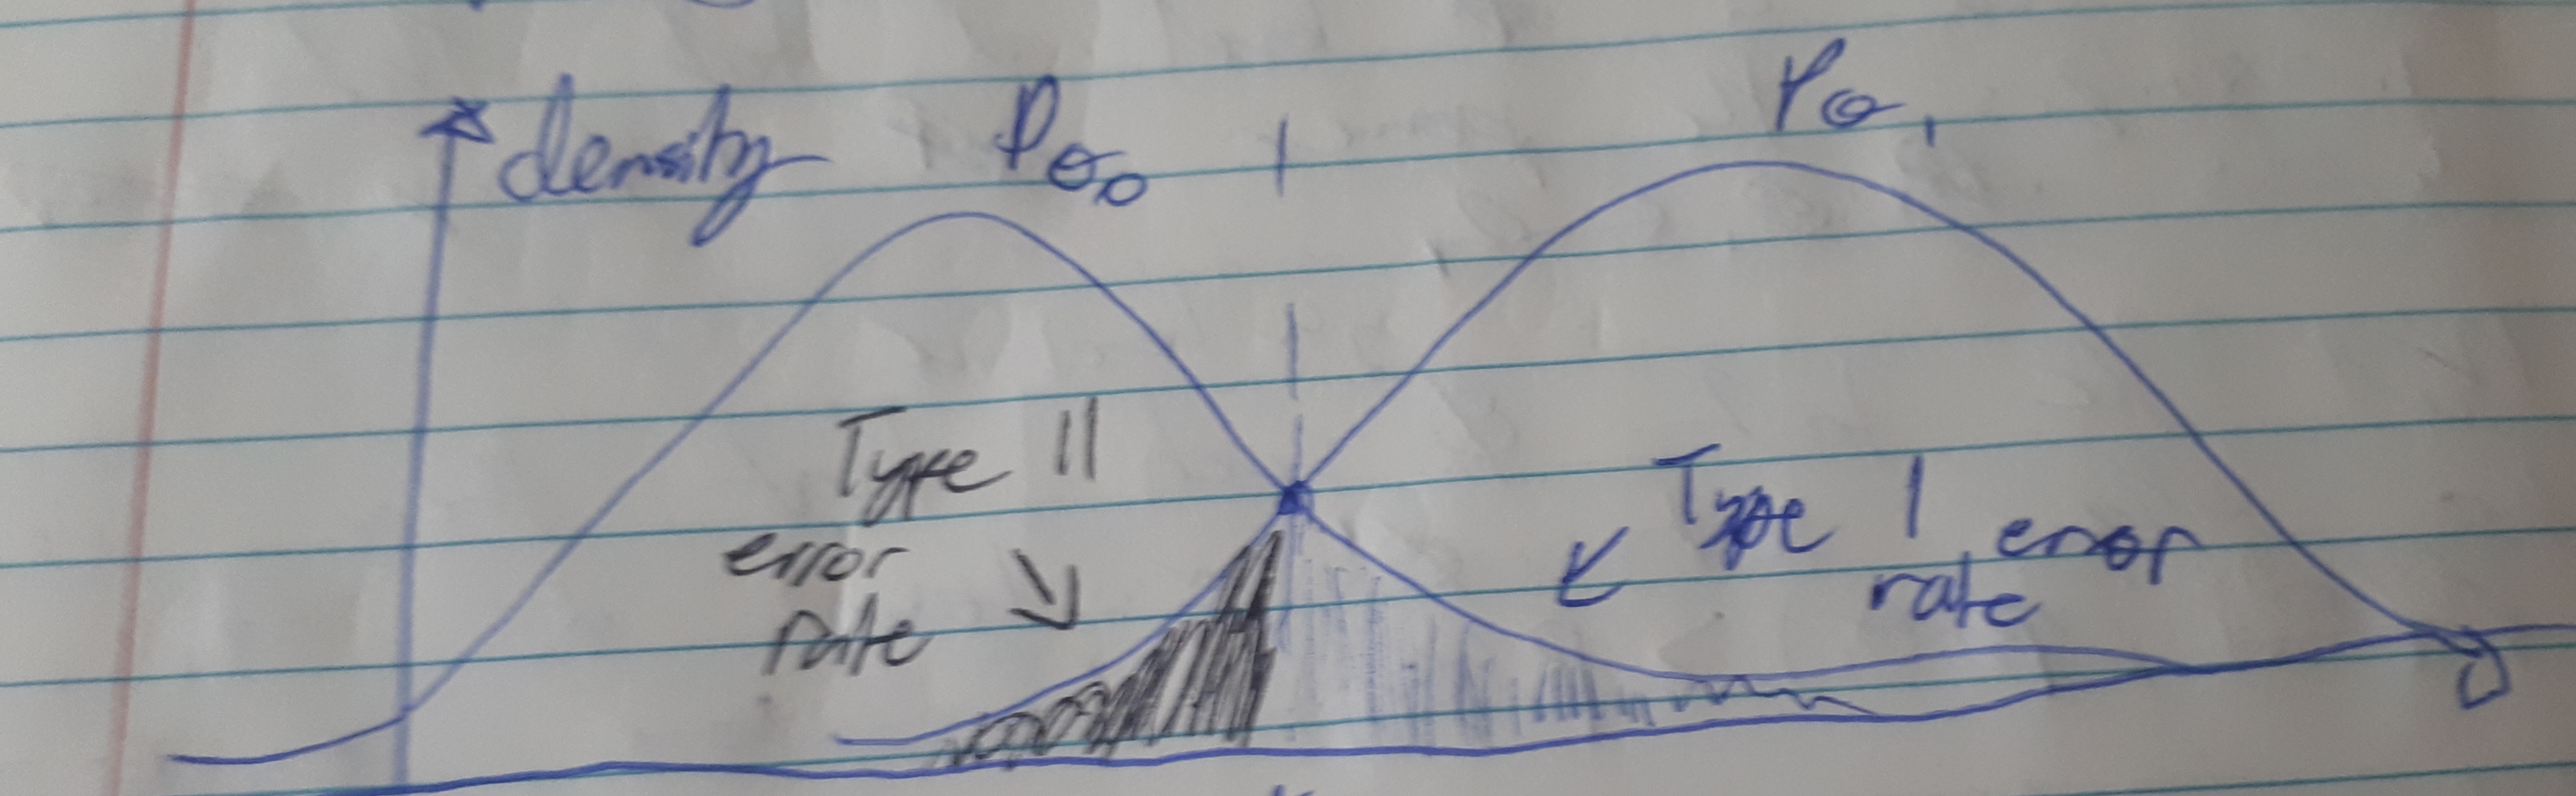 density
Pθ₀
Pθ₁
Type II
error
rate
Type I error
rate